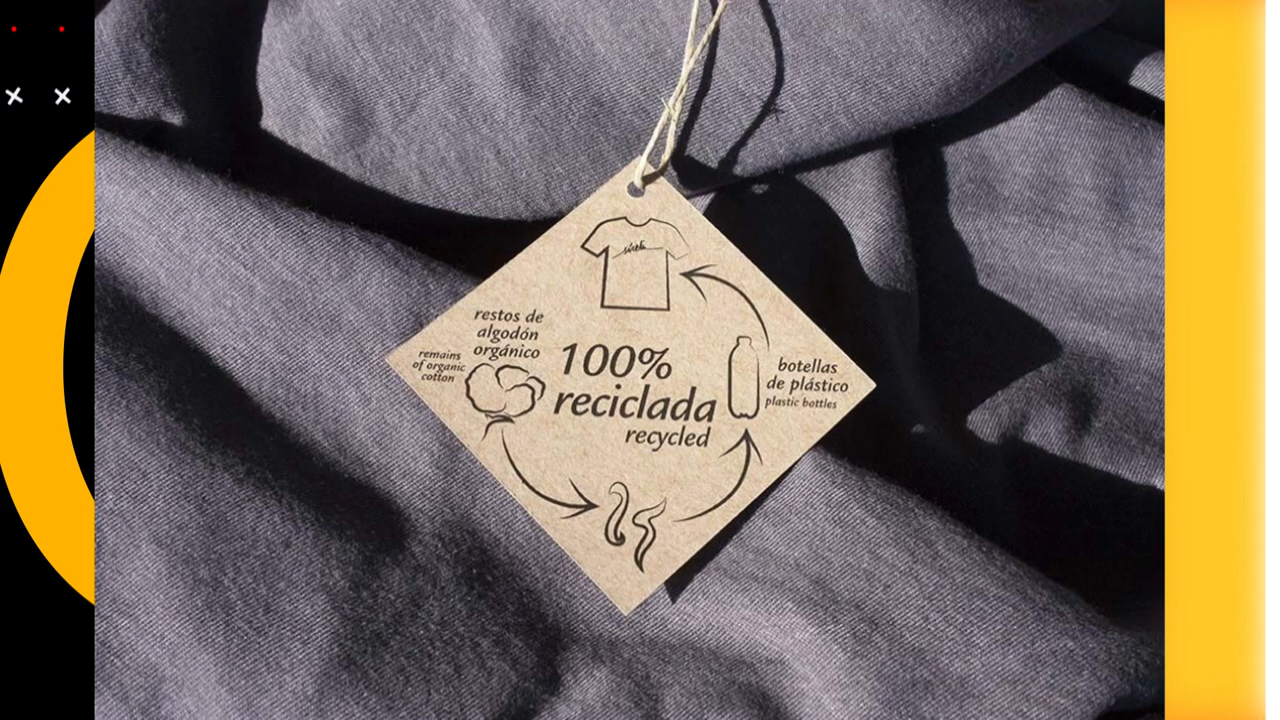 restos de
algodón
orgánico
remains
of organic
cotton
100%
reciclada
recycled
botellas
de plástico
plastic bottles